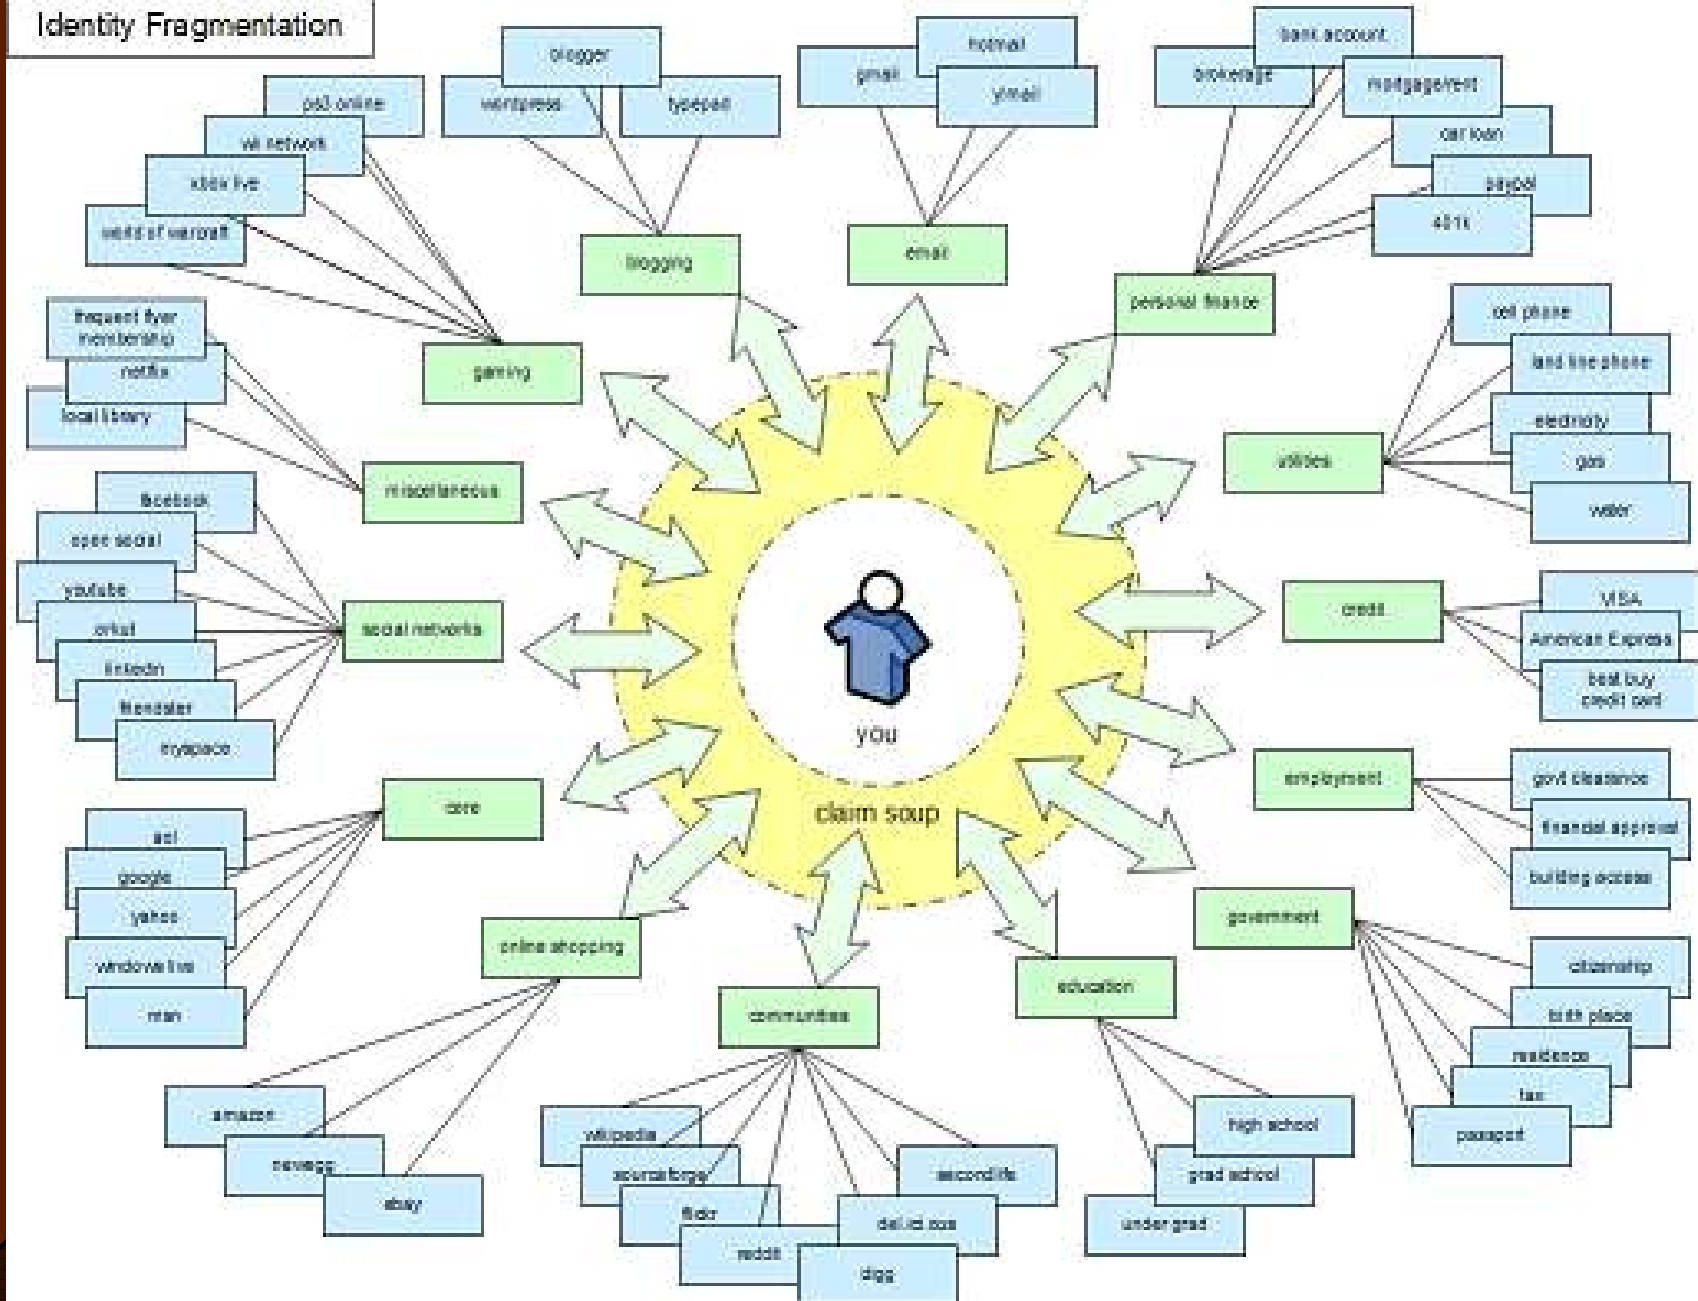 Identity Fragmentation
blogger
wordpress
typepad
gmail
hotmail
y!mail
bank account
brokerage
mortgage/rent
car loan
paypal
401k
ps3 online
wii network
xbox live
world of warcraft
blogging
email
personal finance
gaming
frequent flyer
membership
netflix
local library
cell phone
land line phone
electricity
gas
water
utilities
miscellaneous
facebook
open social
youtube
orkut
linkedin
friendster
myspace
social networks
credit
VISA
American Express
best buy
credit card
you
claim soup
core
employment
govt clearance
financial approval
building access
aol
google
yahoo
windows live
msn
online shopping
government
communities
education
citizenship
birth place
residence
tax
passport
amazon
newegg
ebay
wikipedia
sourceforge
flickr
reddit
digg
del.ici.ous
secondlife
high school
grad school
under grad